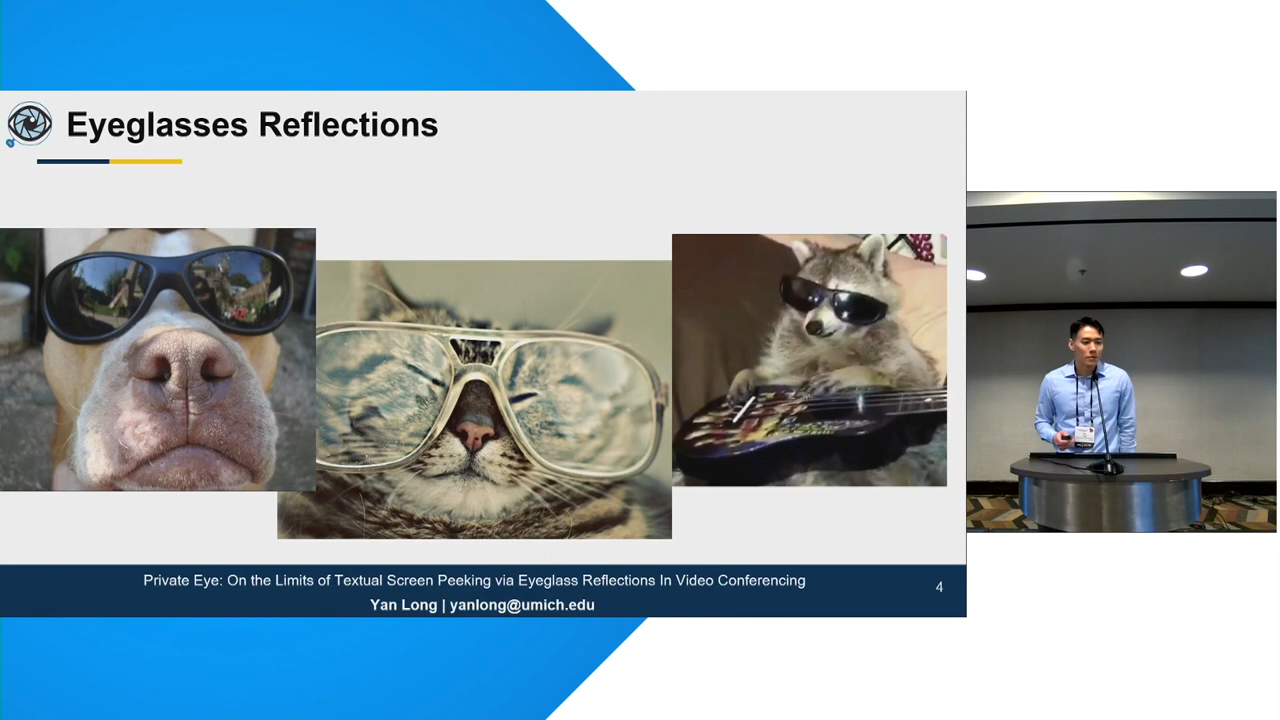 Eyeglasses Reflections
Private Eye: On the Limits of Textual Screen Peeking via Eyeglass Reflections In Video Conferencing
4
Yan Long | yanlong@umich.edu